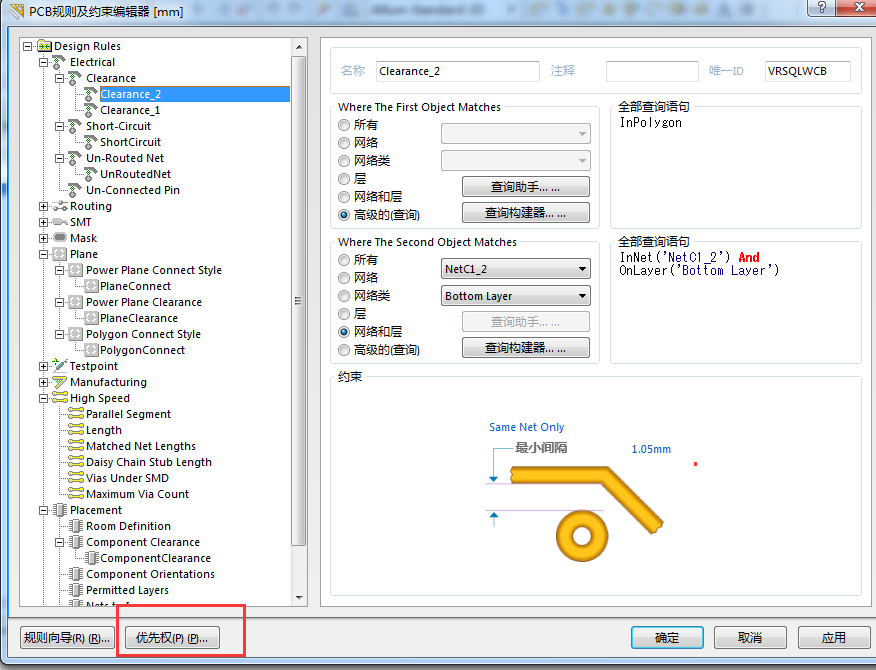 PCB规则及约束编辑器 [mm]
Design Rules
Electrical
Clearance
Clearance_2
Clearance_1
Short-Circuit
ShortCircuit
Un-Routed Net
UnRoutedNet
Un-Connected Pin
Routing
SMT
Mask
Plane
Power Plane Connect Style
PlaneConnect
Power Plane Clearance
PlaneClearance
Polygon Connect Style
PolygonConnect
Testpoint
Manufacturing
High Speed
Parallel Segment
Length
Matched Net Lengths
Daisy Chain Stub Length
Vias Under SMD
Maximum Via Count
Placement
Room Definition
Component Clearance
ComponentClearance
Component Orientations
Permitted Layers
名称 Clearance_2 注释 唯一ID VRSQLWCB
Where The First Object Matches
所有
网络
网络类
层
网络和层
高级的(查询)
查询助手... ...
查询构建器... ...
全部查询语句
InPolygon
Where The Second Object Matches
所有
网络
网络类
层
网络和层
高级的(查询)
NetC1_2
Bottom Layer
查询助手... ...
查询构建器... ...
全部查询语句
InNet('NetC1_2') And
OnLayer('Bottom Layer')
约束
Same Net Only
最小间隔 1.05mm
规则向导(R) (R)... 优先权(P) (P)... 确定 取消 应用